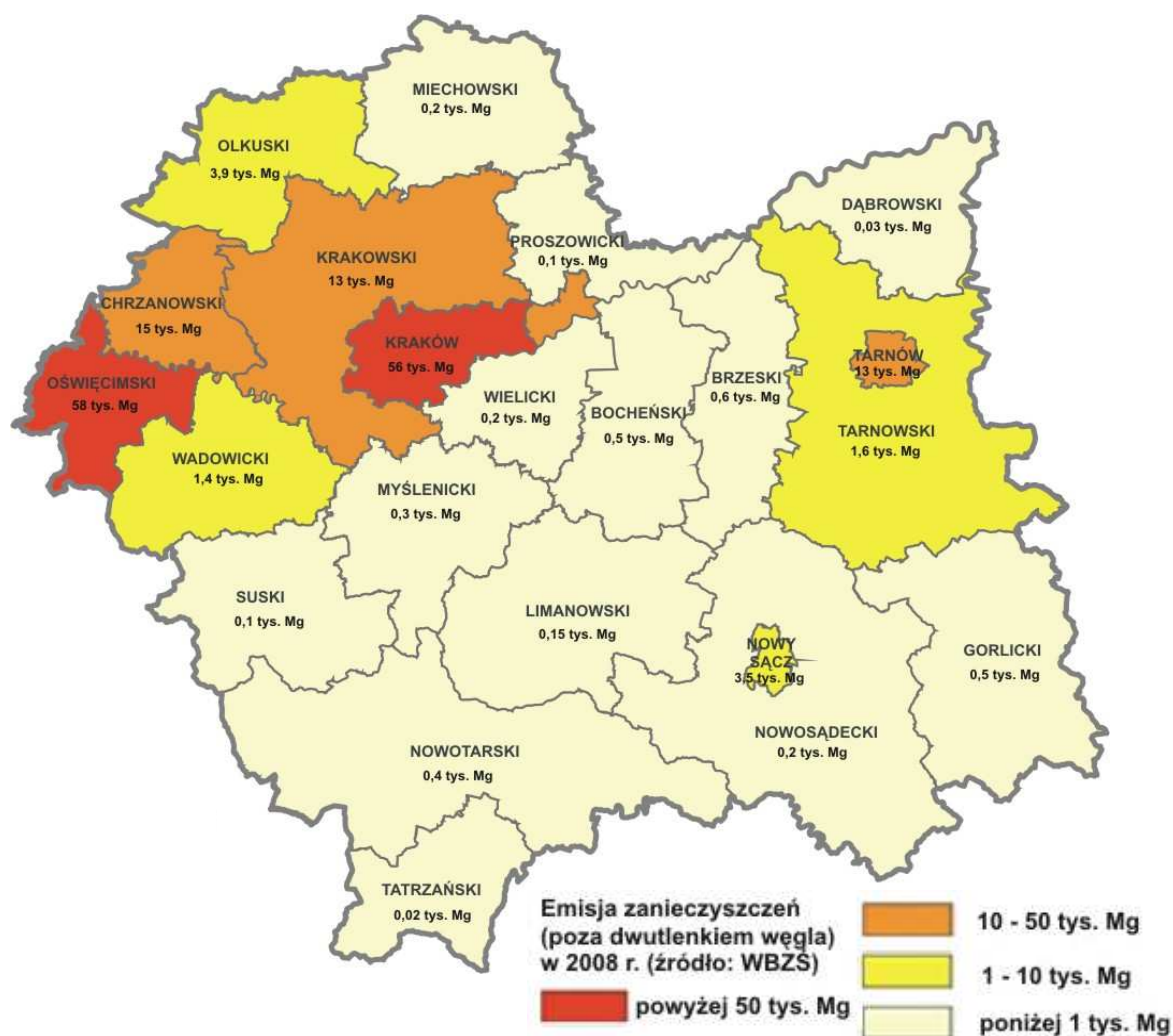 MIECHOWSKI
0,2 tys. Mg
OLKUSKI
3,9 tys. Mg
DĄBROWSKI
0,03 tys. Mg
PROSZOWICKI
0,1 tys. Mg
KRAKOWSKI
13 tys. Mg
CHRZANOWSKI
15 tys. Mg
KRAKÓW
56 tys. Mg
TARNÓW
13 tys. Mg
OŚWIĘCIMSKI
58 tys. Mg
BRZESKI
0,6 tys. Mg
WIELICKI
0,2 tys. Mg
BOCHEŃSKI
0,5 tys. Mg
TARNOWSKI
1,6 tys. Mg
WADOWICKI
1,4 tys. Mg
MYŚLENICKI
0,3 tys. Mg
SUSKI
0,1 tys. Mg
LIMANOWSKI
0,15 tys. Mg
NOWY
SĄCZ
3,5 tys. Mg
GORLICKI
0,5 tys. Mg
NOWOSĄDECKI
0,2 tys. Mg
NOWOTARSKI
0,4 tys. Mg
TATRZAŃSKI
0,02 tys. Mg
Emisja zanieczyszczeń
(poza dwutlenkiem węgla)
w 2008 r. (źródło: WBZŚ)
powyżej 50 tys. Mg
10 - 50 tys. Mg
1 - 10 tys. Mg
poniżej 1 tys. Mg